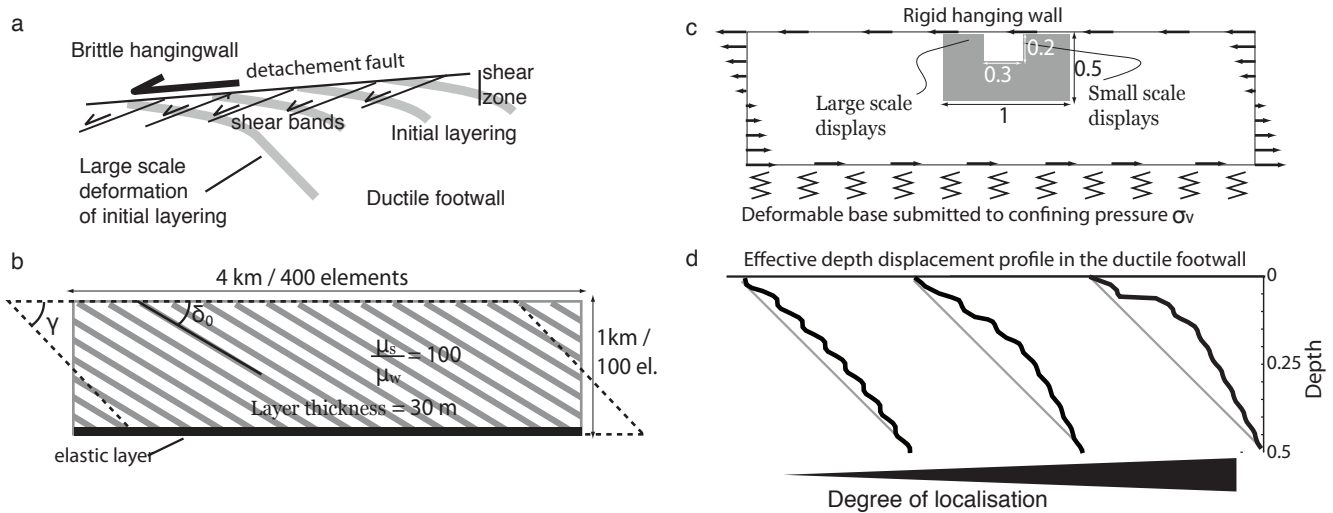 a
Brittle hangingwall
detachement fault
shear
zone
shear bands
Initial layering
Large scale
deformation
of initial layering
Ductile footwall
b
4 km / 400 elements
γ
δ̄₀
μs
μw
= 100
1km /
100 el.
Layer thickness = 30 m
elastic layer
c
Rigid hanging wall
0.2
0.3
0.5
1
Large scale
displays
Small scale
displays
Deformable base submitted to confining pressure σv
d
Effective depth displacement profile in the ductile footwall
0
0.25
0.5
Depth
Degree of localisation